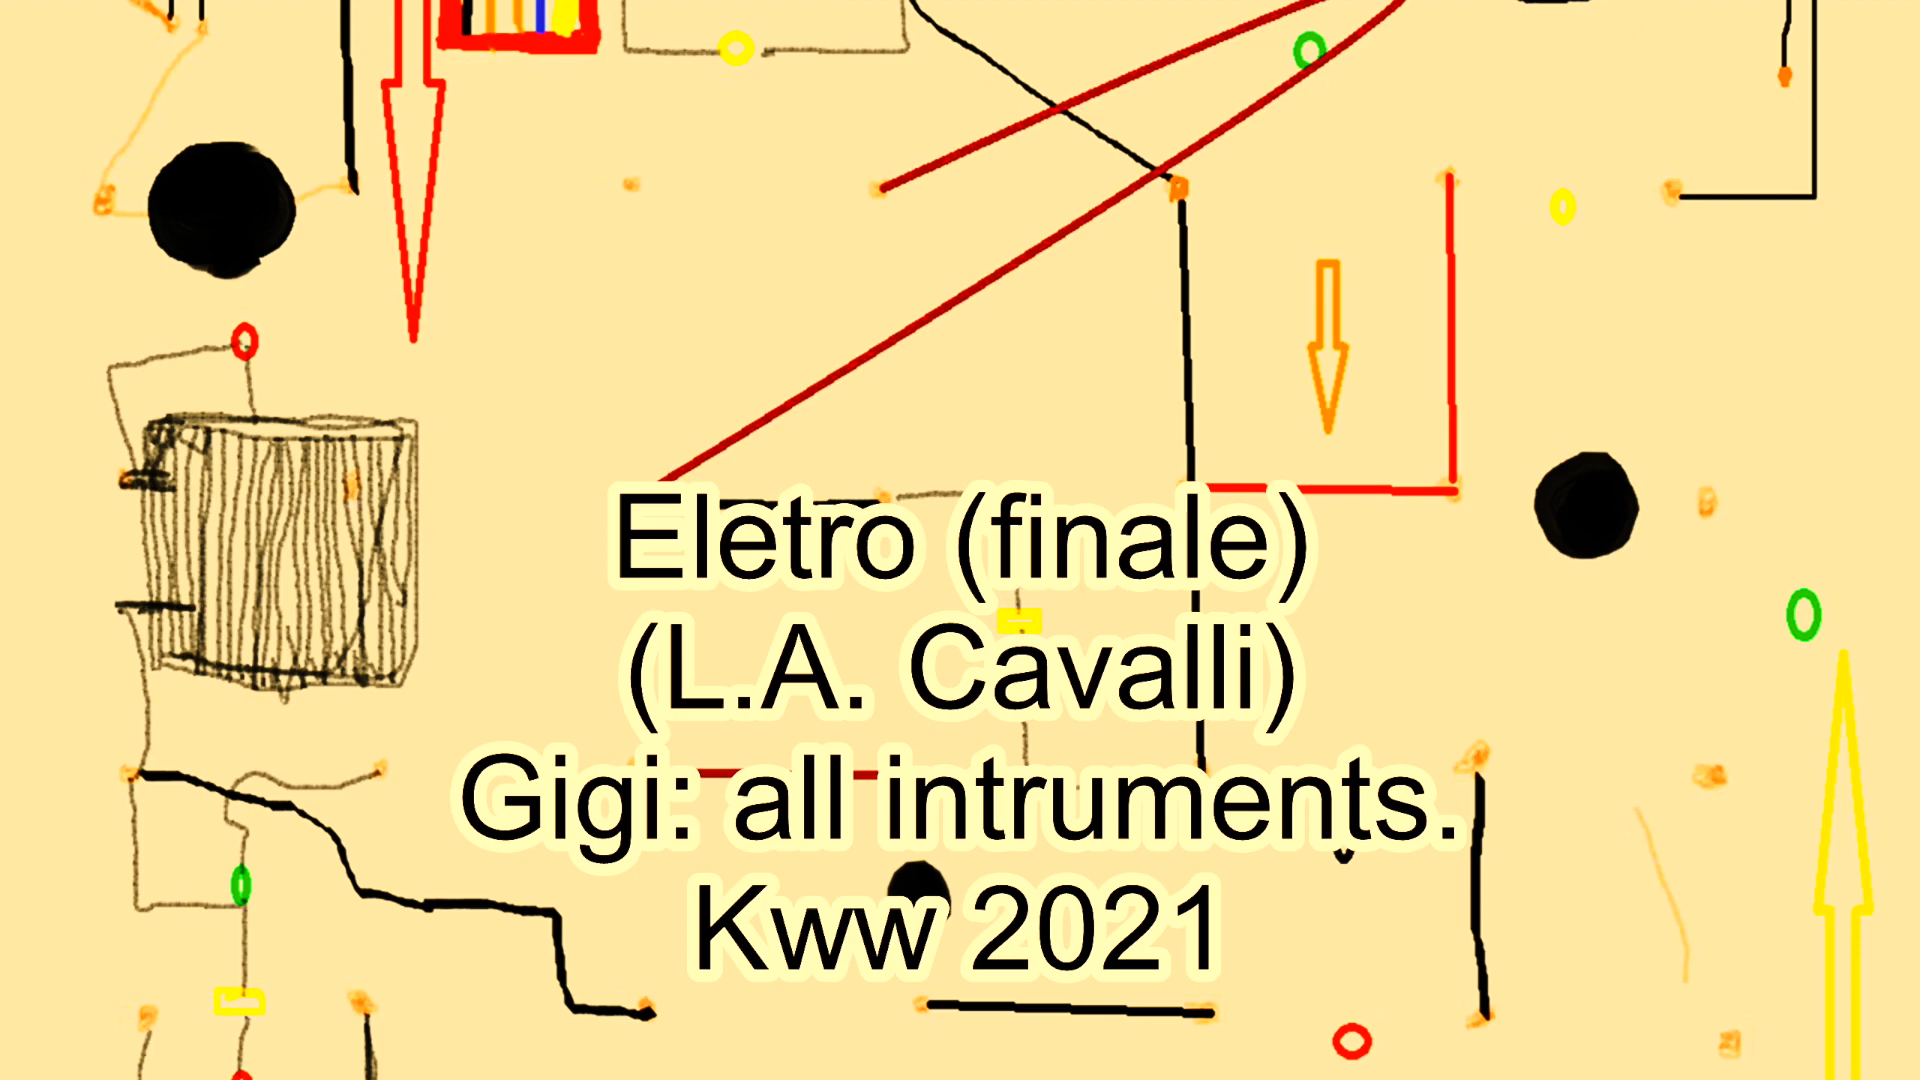 Eletro (finale)
(L.A. Cavalli)
Gigi: all intruments.
Kww 2021